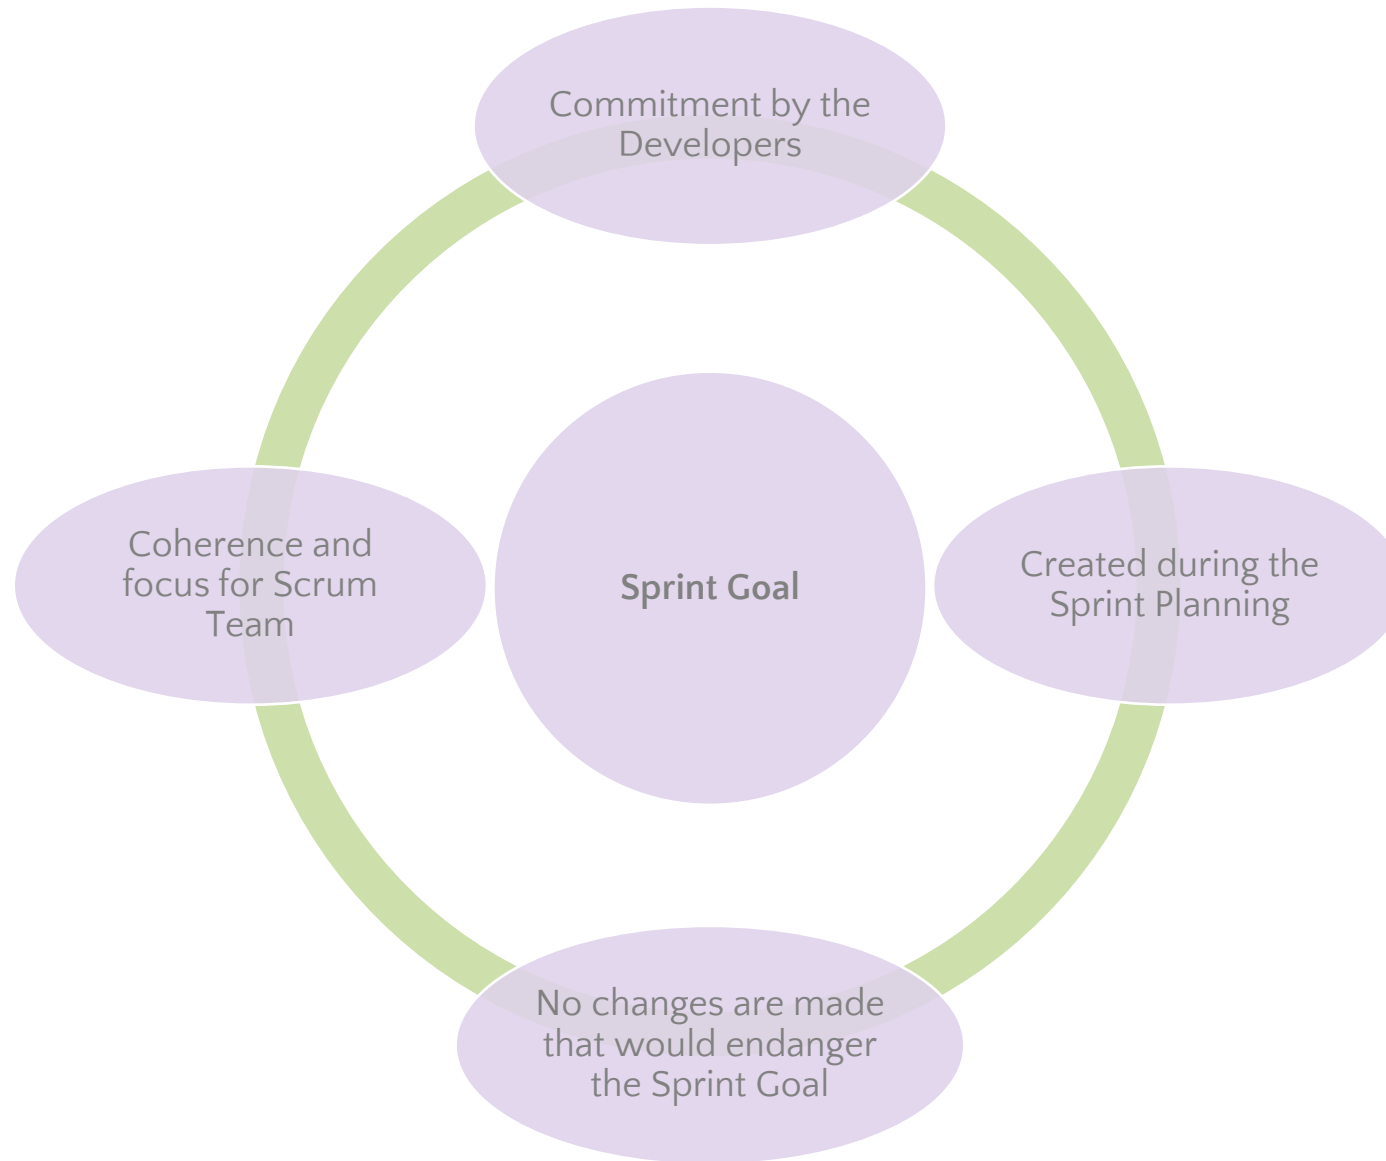 Commitment by the
Developers
Coherence and
focus for Scrum
Team
Sprint Goal
Created during the
Sprint Planning
No changes are made
that would endanger
the Sprint Goal